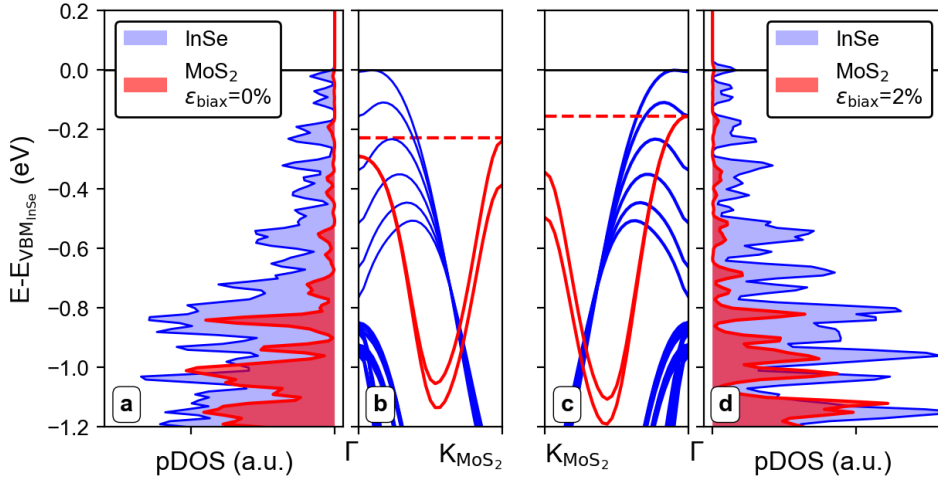 E-E_VBM_InSe (eV)
0.2
0.0
−0.2
−0.4
−0.6
−0.8
−1.0
−1.2
InSe
MoS₂
εbiax=0%
a
pDOS (a.u.)
b
Γ
K_MoS₂
c
K_MoS₂
Γ
InSe
MoS₂
εbiax=2%
d
pDOS (a.u.)